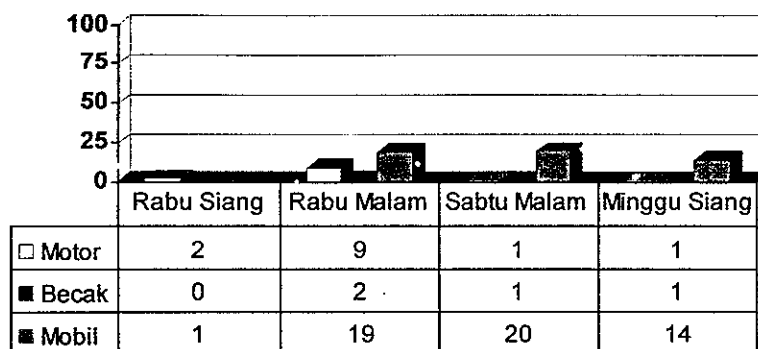 100
75
50
25
0
Rabu Siang Rabu Malam Sabtu Malam Minggu Siang
Motor 2 9 1 1
Becak 0 2 1 1
Mobil 1 19 20 14